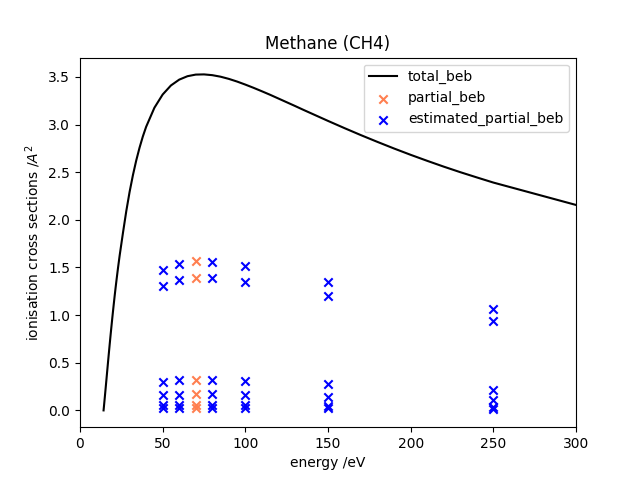 Methane (CH4)
total_beb
partial_beb
estimated_partial_beb
ionisation cross sections /A^2
3.5
3.0
2.5
2.0
1.5
1.0
0.5
0.0
0 50 100 150 200 250 300
energy /eV